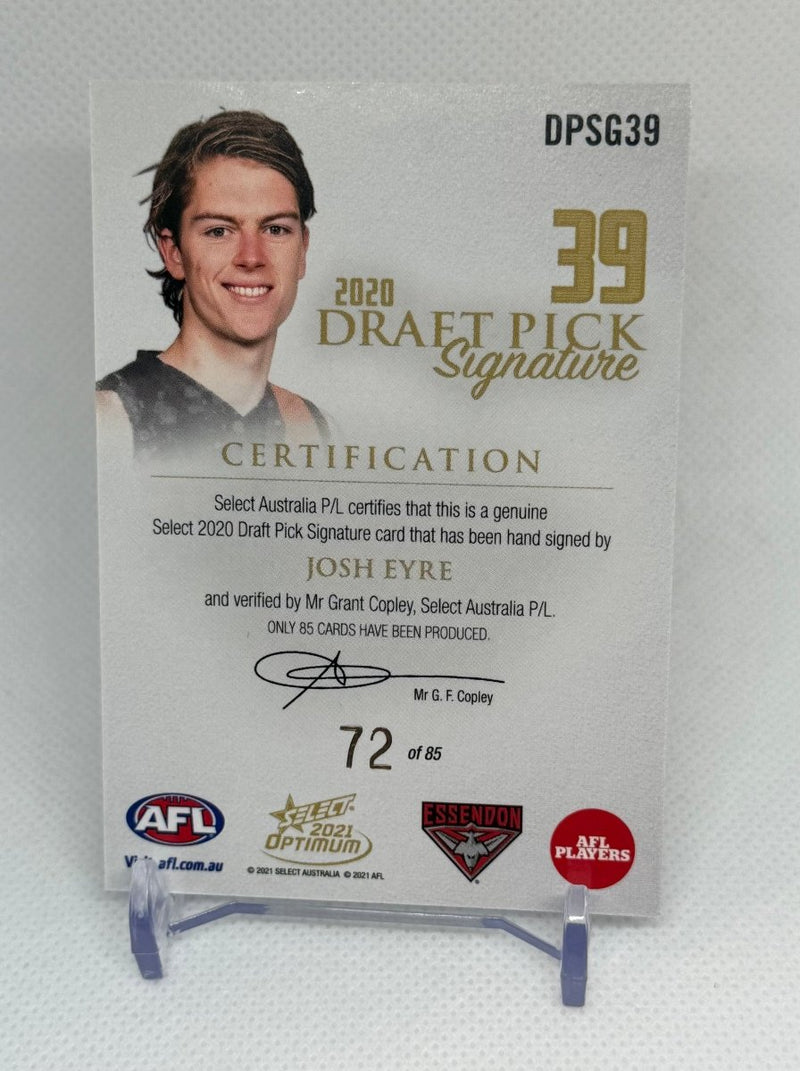 DPSG39
39
2020
DRAFT PICK
Signature
CERTIFICATION
Select Australia P/L certifies that this is a genuine
Select 2020 Draft Pick Signature card that has been hand signed by
JOSH EYRE
and verified by Mr Grant Copley, Select Australia P/L.
ONLY 85 CARDS HAVE BEEN PRODUCED.
Mr G. F. Copley
72 of 85
AFL
afl.com.au
SELECT
2021
OPTIMUM
© 2021 SELECT AUSTRALIA © 2021 AFL
ESSENDON
AFL
PLAYERS